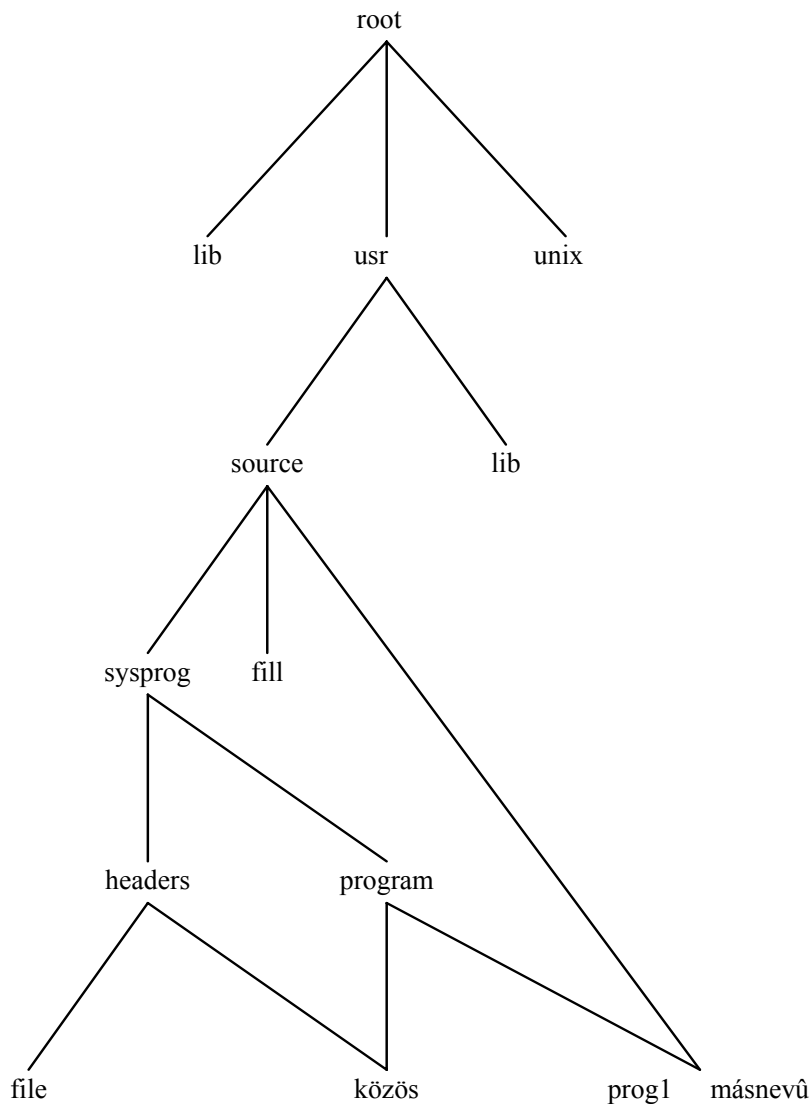 root
lib usr unix
source lib
sysprog fill
headers program
file közös prog1 másnevû